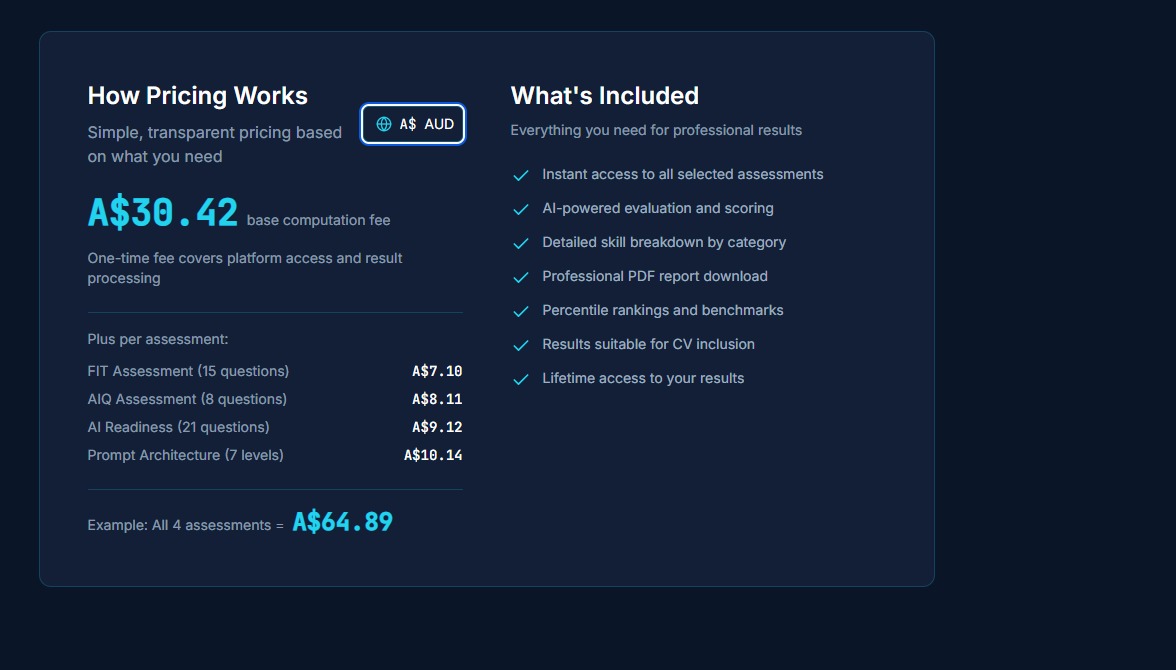 How Pricing Works
Simple, transparent pricing based
on what you need
A$ AUD
A$30.42 base computation fee
One-time fee covers platform access and result
processing
Plus per assessment:
FIT Assessment (15 questions) A$7.10
AIQ Assessment (8 questions) A$8.11
AI Readiness (21 questions) A$9.12
Prompt Architecture (7 levels) A$10.14
Example: All 4 assessments = A$64.89
What's Included
Everything you need for professional results
Instant access to all selected assessments
AI-powered evaluation and scoring
Detailed skill breakdown by category
Professional PDF report download
Percentile rankings and benchmarks
Results suitable for CV inclusion
Lifetime access to your results